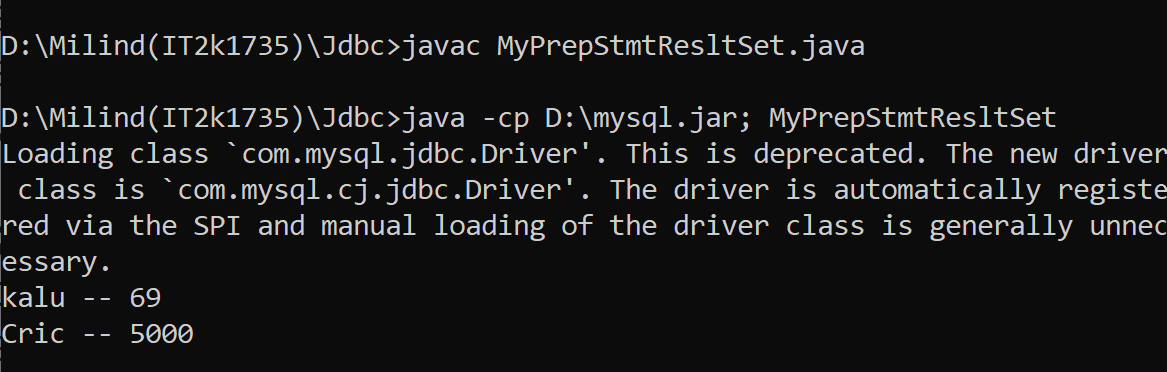 D:\Milind(IT2k1735)\Jdbc>javac MyPrepStmtResltSet.java
D:\Milind(IT2k1735)\Jdbc>java -cp D:\mysql.jar; MyPrepStmtResltSet
Loading class `com.mysql.jdbc.Driver'. This is deprecated. The new driver
 class is `com.mysql.cj.jdbc.Driver'. The driver is automatically registe
red via the SPI and manual loading of the driver class is generally unnec
essary.
kalu -- 69
Cric -- 5000